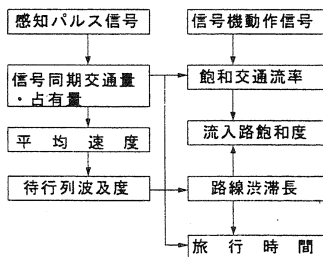 感知パルス信号
信号機動作信号
信号同期交通量
・占有量
飽和交通流率
平均速度
流入路飽和度
待行列波及度
路線渋滞長
旅行時間